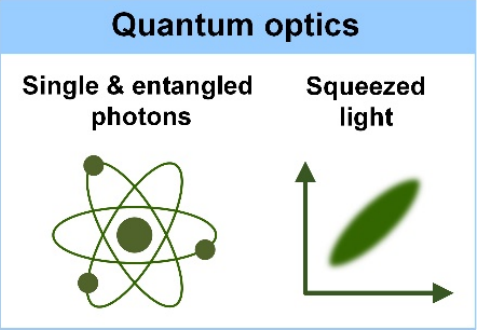 Quantum optics
Single & entangled
photons
Squeezed
light